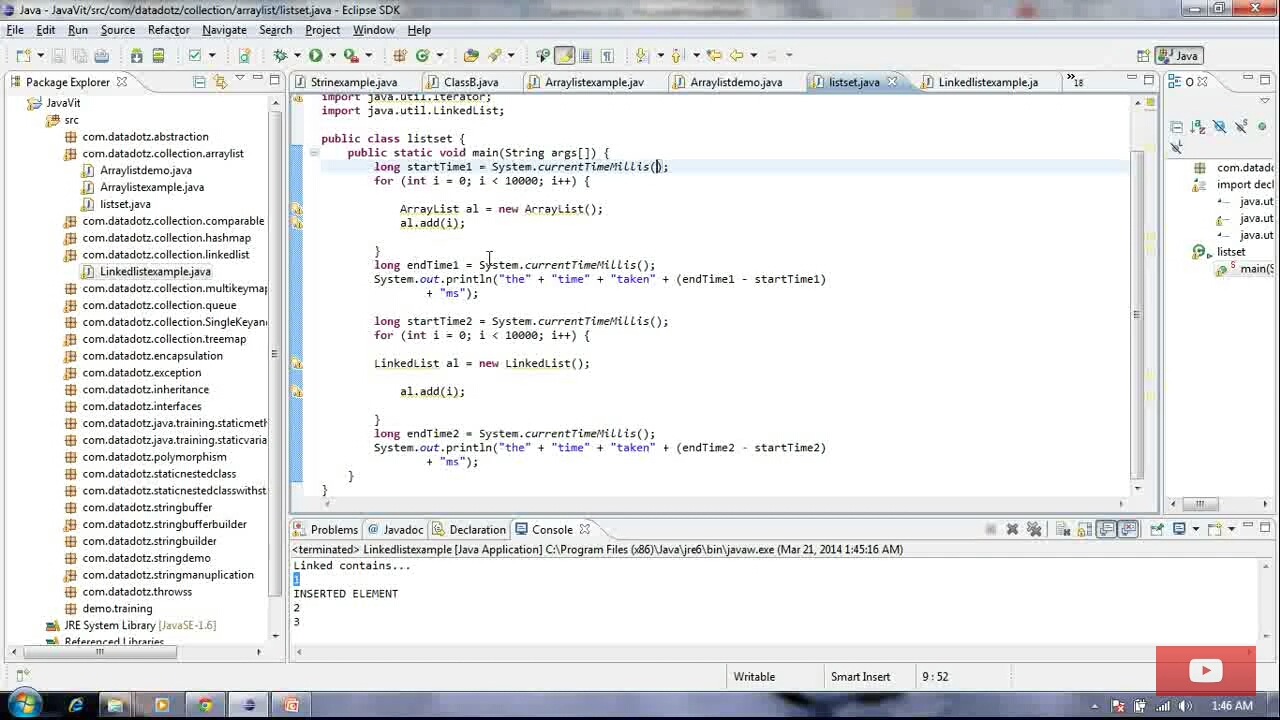 Java - JavaVit/src/com/datadotz/collection/arraylist/listset.java - Eclipse SDK
File Edit Run Source Refactor Navigate Search Project Window Help
Java
Package Explorer
JavaVit
src
com.datadotz.abstraction
com.datadotz.collection.arraylist
Arraylistdemo.java
Arraylistexample.java
listset.java
com.datadotz.collection.comparable
com.datadotz.collection.hashmap
com.datadotz.collection.linkedlist
Linkedlistexample.java
com.datadotz.collection.multikeymap
com.datadotz.collection.queue
com.datadotz.collection.SingleKeyan
com.datadotz.collection.treemap
com.datadotz.encapsulation
com.datadotz.exception
com.datadotz.inheritance
com.datadotz.interfaces
com.datadotz.java.training.staticmeth
com.datadotz.java.training.staticvaria
com.datadotz.polymorphism
com.datadotz.staticnestedclass
com.datadotz.staticnestedclasswithst
com.datadotz.stringbuffer
com.datadotz.stringbufferbuilder
com.datadotz.stringbuilder
com.datadotz.stringdemo
com.datadotz.stringmanuplication
com.datadotz.throwss
demo.training
JRE System Library [JavaSE-1.6]
Referenced Libraries
Strinexample.java ClassB.java Arraylistexample.jav Arraylistdemo.java listset.java Linkedlistexample.ja »18
import java.util.Iterator;
import java.util.LinkedList;
public class listset {
public static void main(String args[]) {
long startTime1 = System.currentTimeMillis();
for (int i = 0; i < 10000; i++) {
ArrayList al = new ArrayList();
al.add(i);
}
long endTime1 = System.currentTimeMillis();
System.out.println("the" + "time" + "taken" + (endTime1 - startTime1)
+ "ms");
long startTime2 = System.currentTimeMillis();
for (int i = 0; i < 10000; i++) {
LinkedList al = new LinkedList();
al.add(i);
}
long endTime2 = System.currentTimeMillis();
System.out.println("the" + "time" + "taken" + (endTime2 - startTime2)
+ "ms");
}
}
O
com.datado
import decl
java.ut
java.ut
java.ut
listset
main(S
Problems Javadoc Declaration Console
<terminated> Linkedlistexample [Java Application] C:\Program Files (x86)\Java\jre6\bin\javaw.exe (Mar 21, 2014 1:45:16 AM)
Linked contains...
1
INSERTED ELEMENT
2
3
Writable Smart Insert 9 : 52
1:46 AM